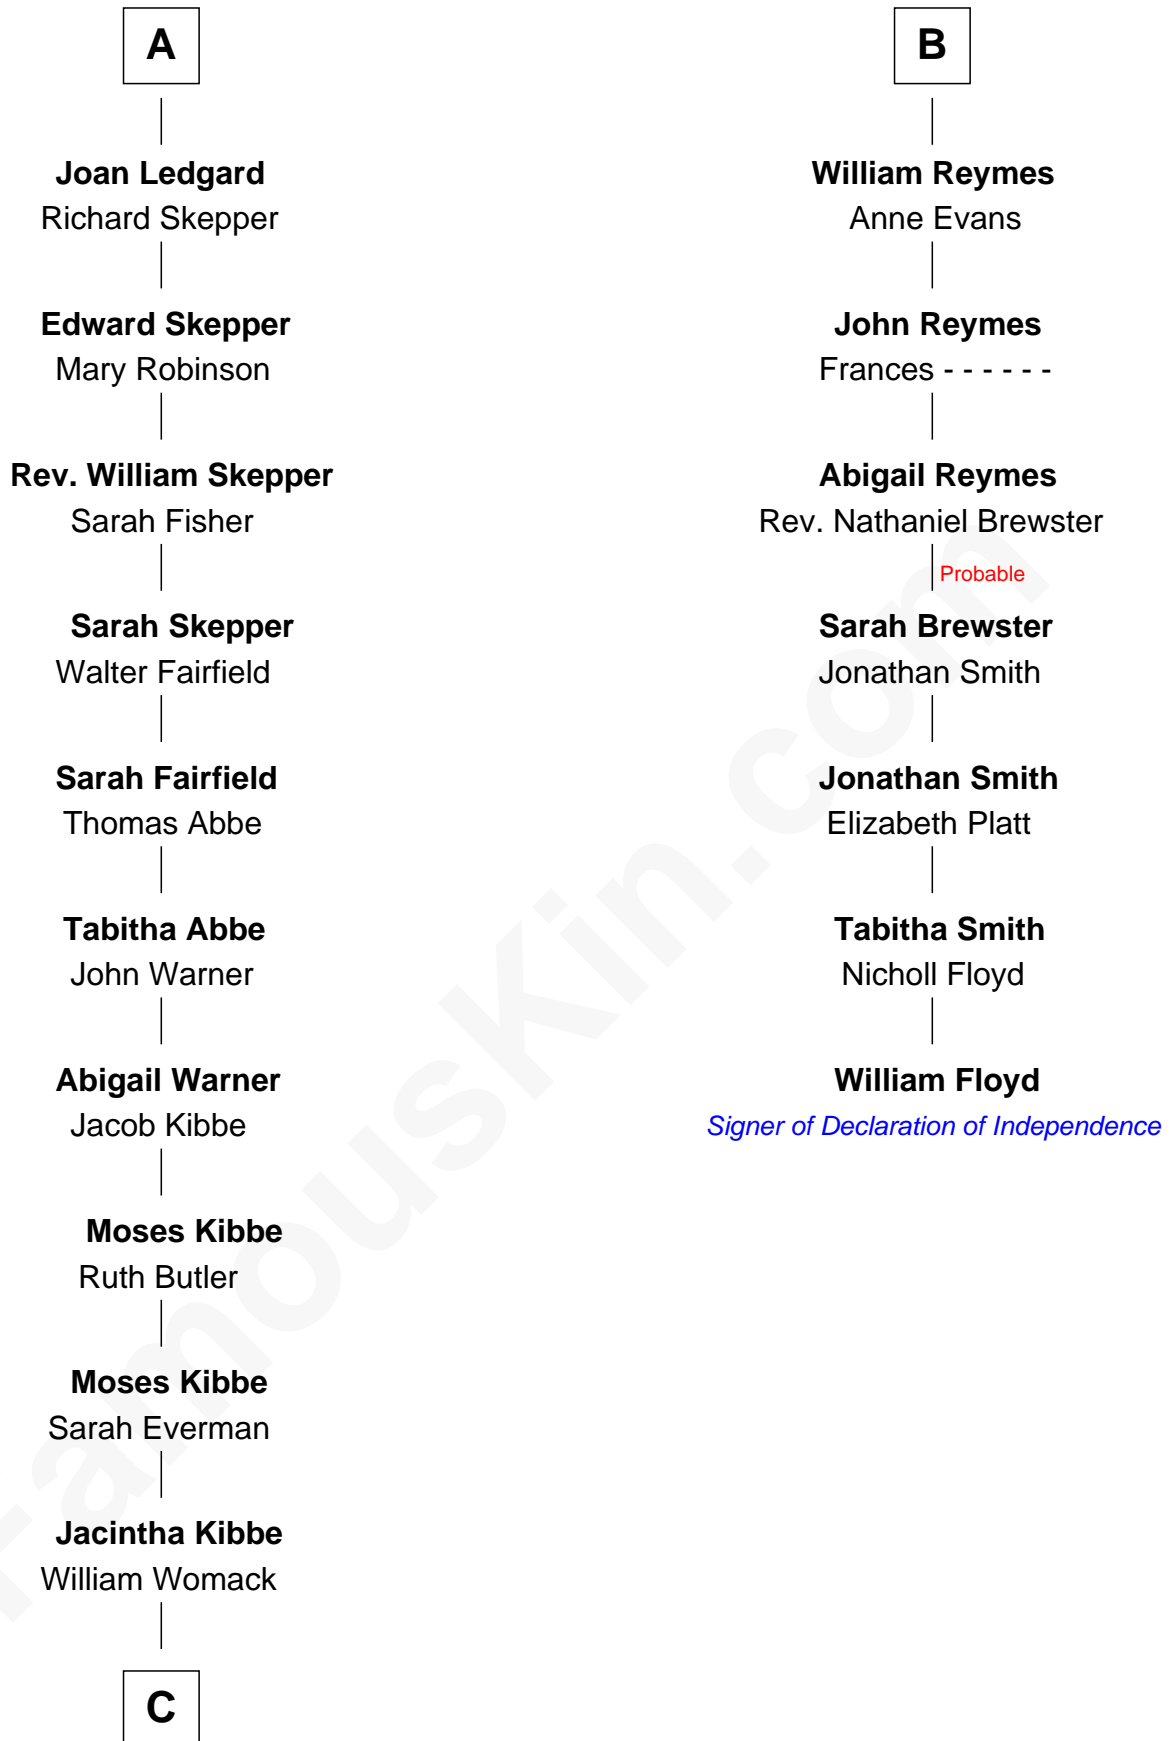 A
Joan Ledgard
Richard Skepper
Edward Skepper
Mary Robinson
Rev. William Skepper
Sarah Fisher
Sarah Skepper
Walter Fairfield
Sarah Fairfield
Thomas Abbe
Tabitha Abbe
John Warner
Abigail Warner
Jacob Kibbe
Moses Kibbe
Ruth Butler
Moses Kibbe
Sarah Everman
Jacintha Kibbe
William Womack
C
B
William Reymes
Anne Evans
John Reymes
Frances - - - - - -
Abigail Reymes
Rev. Nathaniel Brewster
Probable
Sarah Brewster
Jonathan Smith
Jonathan Smith
Elizabeth Platt
Tabitha Smith
Nicholl Floyd
William Floyd
Signer of Declaration of Independence
FamousKin.com